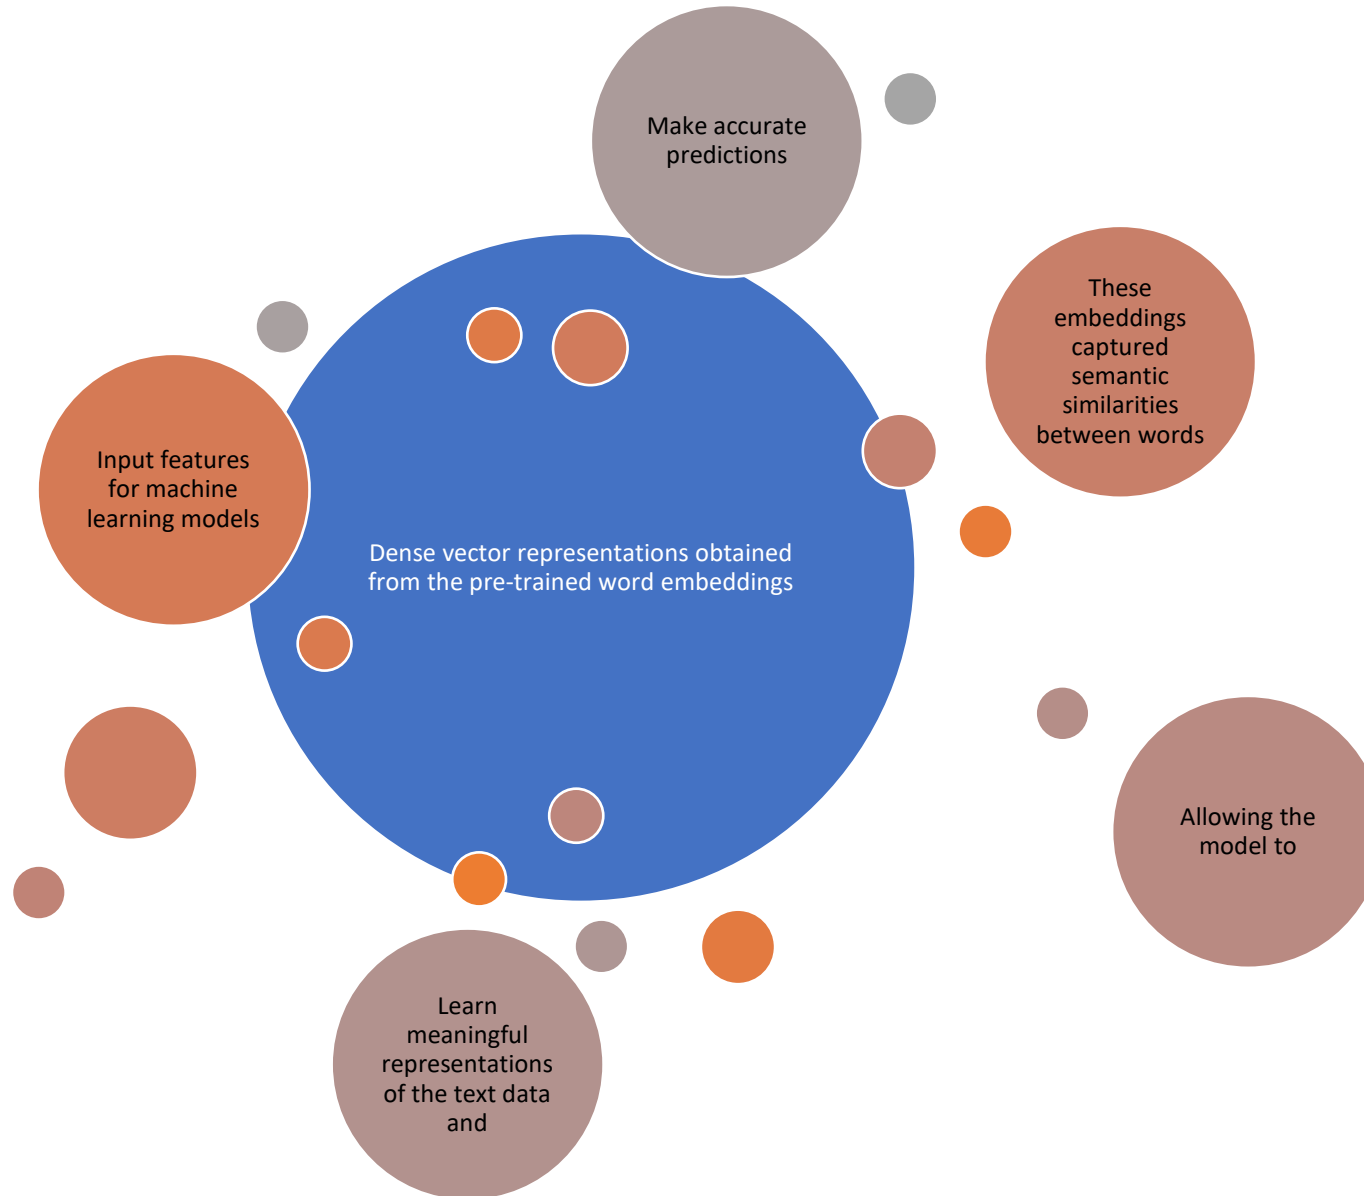 Make accurate
predictions
These
embeddings
captured
semantic
similarities
between words
Input features
for machine
learning models
Dense vector representations obtained
from the pre-trained word embeddings
Allowing the
model to
Learn
meaningful
representations
of the text data
and